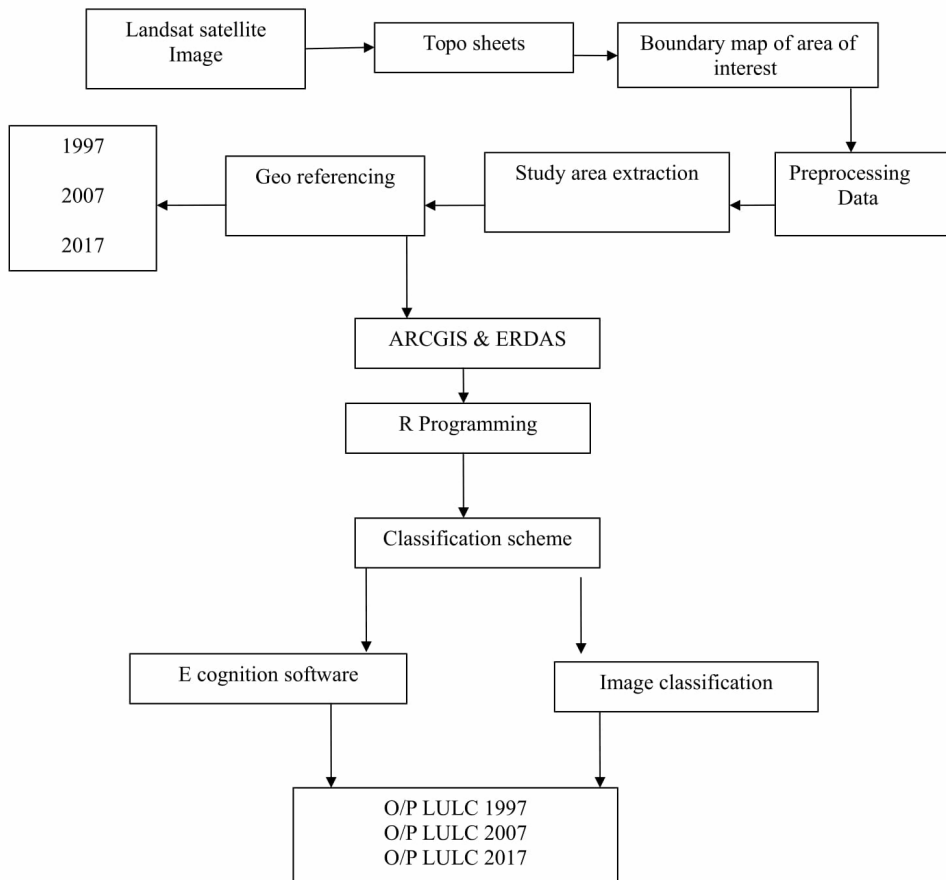 Landsat satellite
Image
Topo sheets
Boundary map of area of
interest
1997
2007
2017
Geo referencing
Study area extraction
Preprocessing
Data
ARCGIS & ERDAS
R Programming
Classification scheme
E cognition software
Image classification
O/P LULC 1997
O/P LULC 2007
O/P LULC 2017